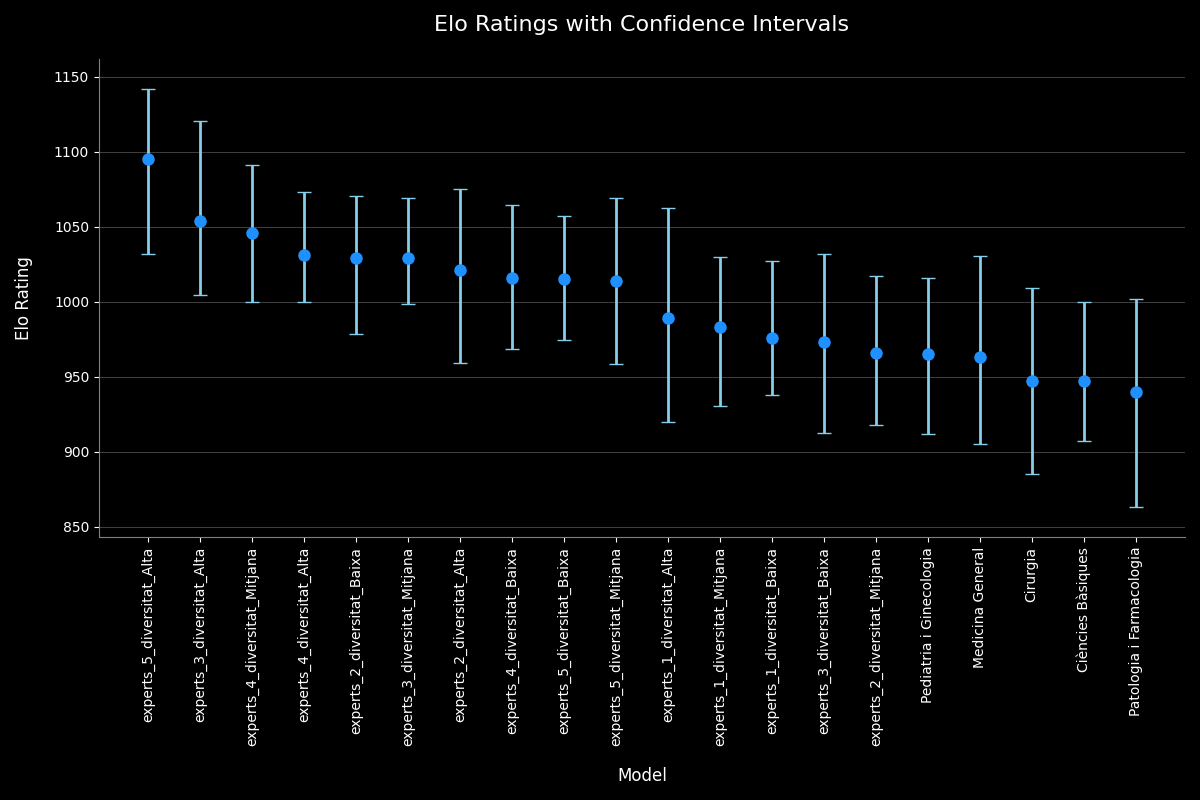 Elo Ratings with Confidence Intervals
Elo Rating
1150
1100
1050
1000
950
900
850
experts_5_diversitat_Alta
experts_3_diversitat_Alta
experts_4_diversitat_Mitjana
experts_4_diversitat_Alta
experts_2_diversitat_Baixa
experts_3_diversitat_Mitjana
experts_2_diversitat_Alta
experts_4_diversitat_Baixa
experts_5_diversitat_Baixa
experts_5_diversitat_Mitjana
experts_1_diversitat_Alta
experts_1_diversitat_Mitjana
experts_1_diversitat_Baixa
experts_3_diversitat_Baixa
experts_2_diversitat_Mitjana
Pediatria i Ginecologia
Medicina General
Cirurgia
Ciències Bàsiques
Patologia i Farmacologia
Model